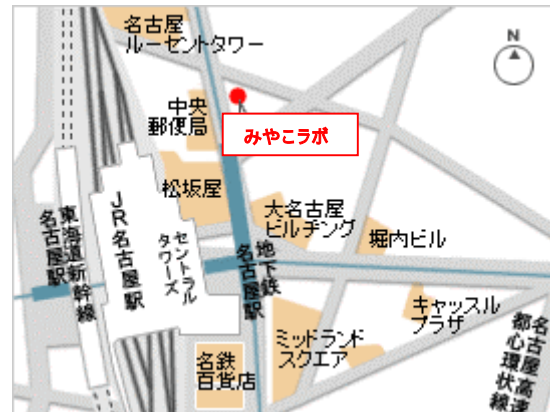 名古屋
ルーセントタワー
N
中央
郵便局
みやこラボ
松坂屋
大名古屋
ビルヂング
堀内ビル
東海道新幹線
名古屋駅
JR名古屋駅
セントラル
タワーズ
地下鉄
名古屋駅
キャッスル
プラザ
ミッドランド
スクエア
名鉄
百貨店
名古屋高速
都心環状線